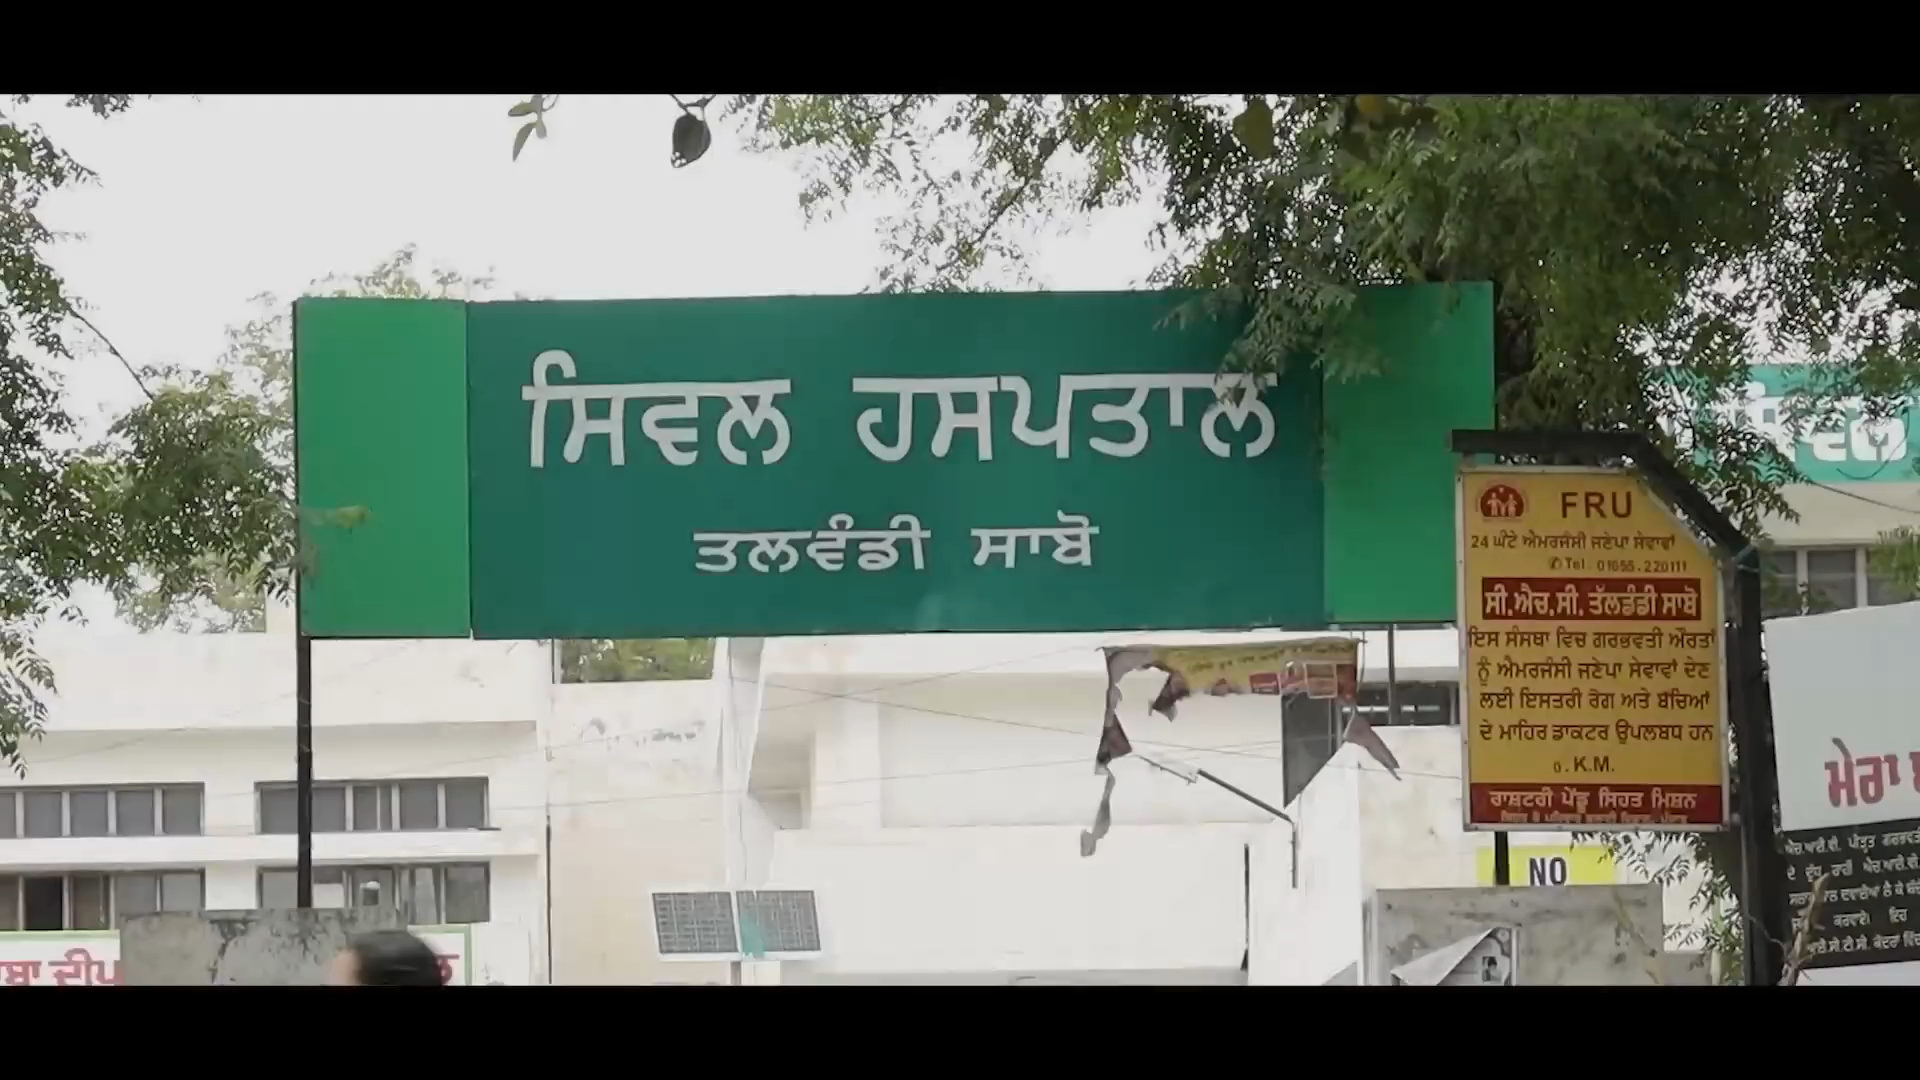 ਸਿਵਲ ਹਸਪਤਾਲ
ਤਲਵੰਡੀ ਸਾਬੋ
FRU
24 ਘੰਟੇ ਐਮਰਜੰਸੀ ਜਣੇਪਾ ਸੇਵਾਵਾਂ
✆ Tel. 01655.220111
ਸੀ.ਐਚ.ਸੀ. ਤੱਲਡੰਡੀ ਸਾਬੋ
ਇਸ ਸੰਸਥਾ ਵਿਚ ਗਰਭਵਤੀ ਔਰਤਾਂ
ਨੂੰ ਐਮਰਜੰਸੀ ਜਣੇਪਾ ਸੇਵਾਵਾਂ ਦੇਣ
ਲਈ ਇਸਤਰੀ ਰੋਗ ਅਤੇ ਬੱਚਿਆਂ
ਦੇ ਮਾਹਿਰ ਡਾਕਟਰ ਉਪਲਬਧ ਹਨ
0. K.M.
ਰਾਸ਼ਟਰੀ ਪੇਂਡੂ ਸਿਹਤ ਮਿਸ਼ਨ
NO
ਮੇਰਾ